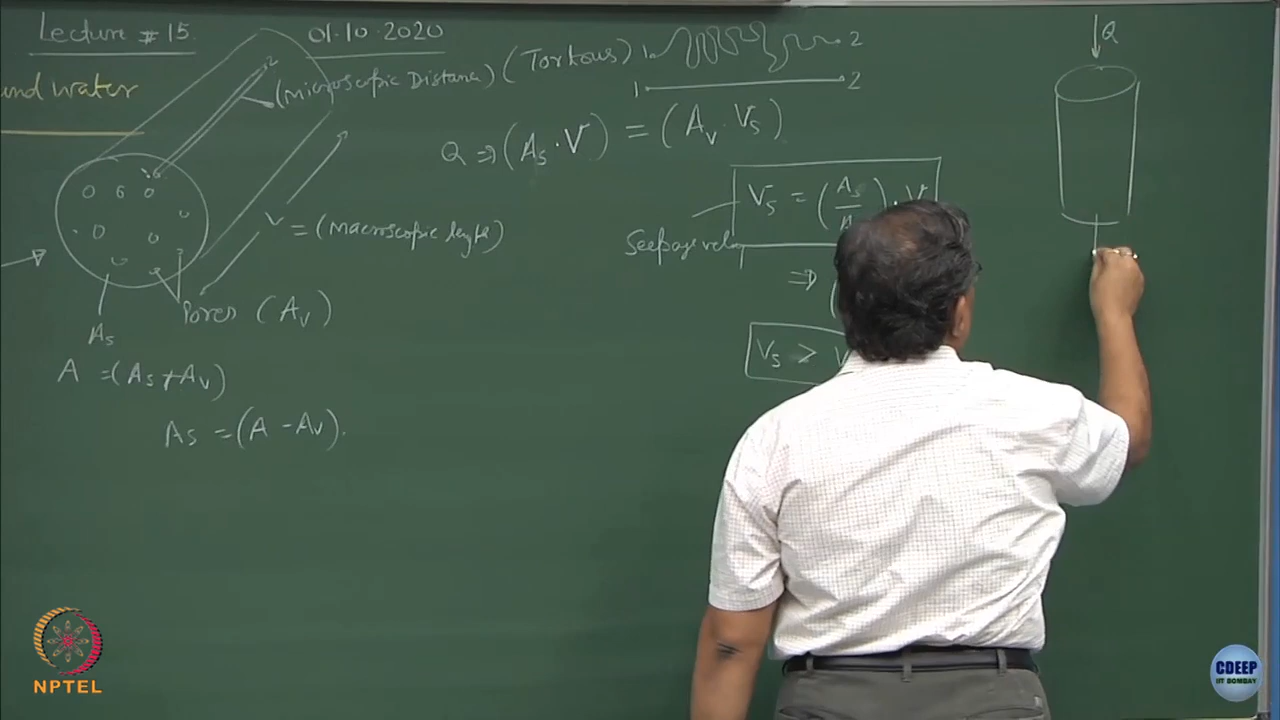 Lecture # 15.
01.10.2020
und water
(Microscopic Distance)
(Tortous)
1 2
1 2
Q
Q ⇒ (As · V) = (Av · Vs)
Vs = (As/A) · V
Seepage velo
V = (Macroscopic length)
⇒
Pores (Av)
As
Vs > V
A = (As + Av)
As = (A - Av).
NPTEL
CDEEP
IIT BOMBAY